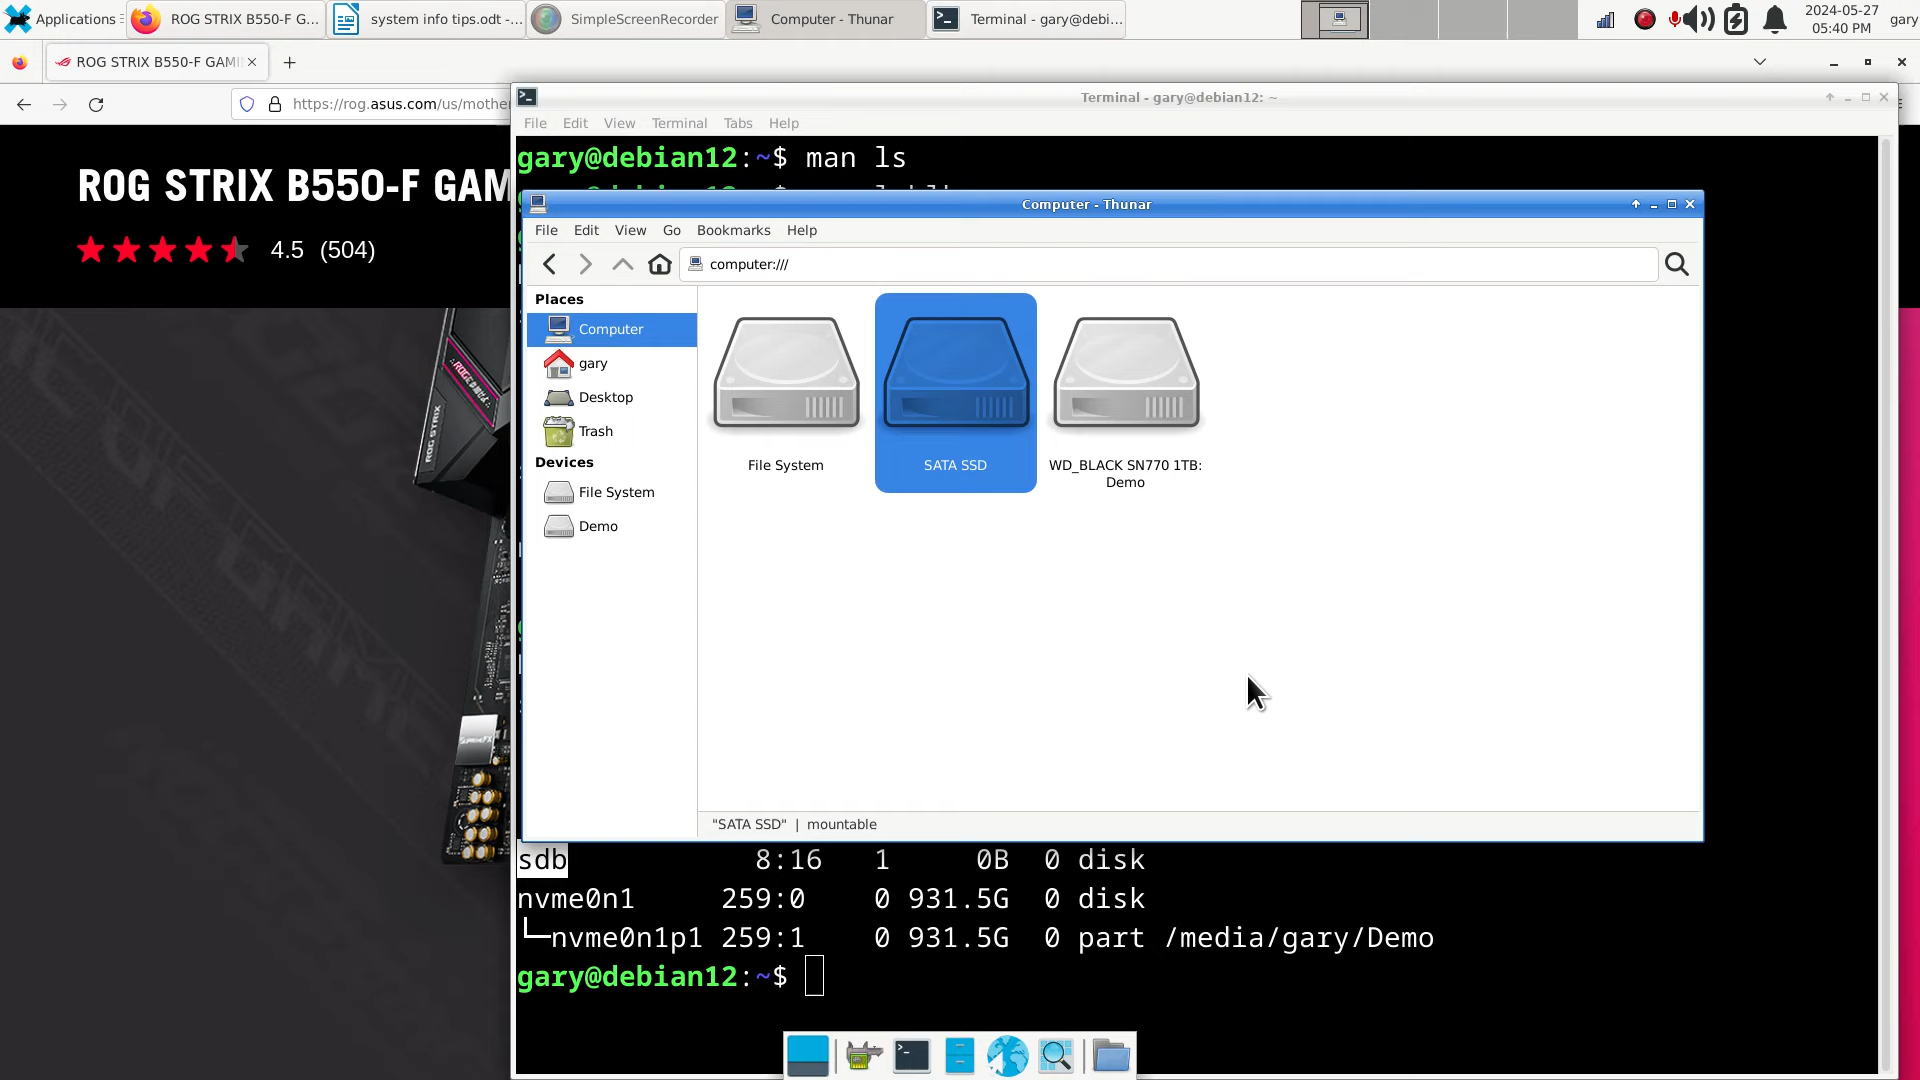 Applications
ROG STRIX B550-F G...
system info tips.odt -...
SimpleScreenRecorder
Computer - Thunar
Terminal - gary@debi...
2024-05-27
05:40 PM
gary
ROG STRIX B550-F GAMI
https://rog.asus.com/us/mothe
Terminal - gary@debian12: ~
File Edit View Terminal Tabs Help
ROG STRIX B550-F GAM
4.5 (504)
gary@debian12:~$ man ls
Computer - Thunar
File Edit View Go Bookmarks Help
computer:///
Places
Computer
gary
Desktop
Trash
Devices
File System
Demo
File System
SATA SSD
WD_BLACK SN770 1TB:
Demo
ROG STRIX
"SATA SSD" | mountable
sdb 8:16 1 0B 0 disk
nvme0n1 259:0 0 931.5G 0 disk
└─nvme0n1p1 259:1 0 931.5G 0 part /media/gary/Demo
gary@debian12:~$